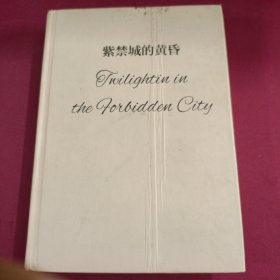 紫禁城的黄昏
Twilightin in
the Forbidden City